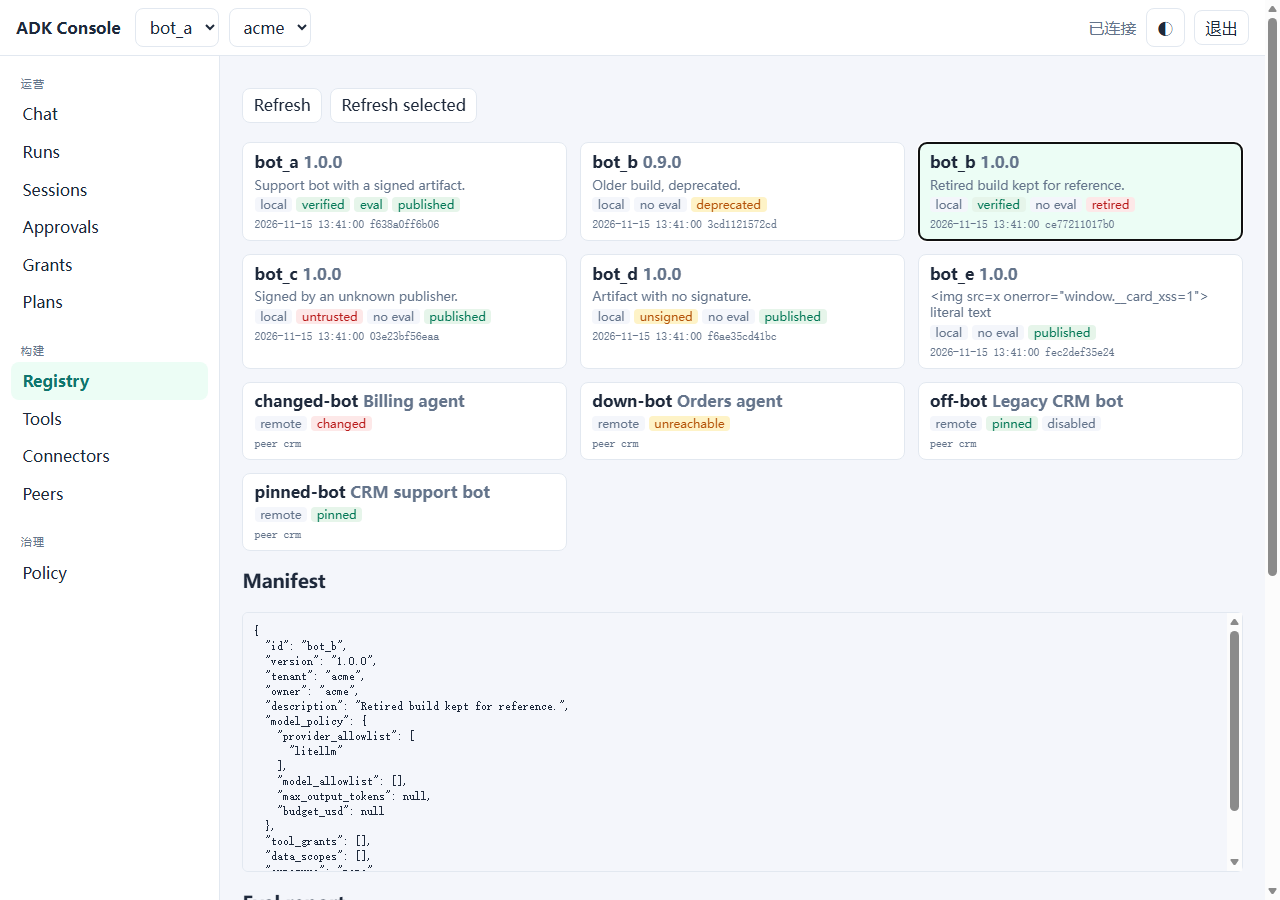 ADK Console bot_a acme 已连接 退出
运营
Chat
Runs
Sessions
Approvals
Grants
Plans
构建
Registry
Tools
Connectors
Peers
治理
Policy
Refresh Refresh selected
bot_a 1.0.0
Support bot with a signed artifact.
local verified eval published
2026-11-15 13:41:00 f638a0ff6b06
bot_b 0.9.0
Older build, deprecated.
local no eval deprecated
2026-11-15 13:41:00 3cd1121572cd
bot_b 1.0.0
Retired build kept for reference.
local verified no eval retired
2026-11-15 13:41:00 ce77211017b0
bot_c 1.0.0
Signed by an unknown publisher.
local untrusted no eval published
2026-11-15 13:41:00 03e23bf56eaa
bot_d 1.0.0
Artifact with no signature.
local unsigned no eval published
2026-11-15 13:41:00 f6ae35cd41bc
bot_e 1.0.0
<img src=x onerror="window.__card_xss=1">
literal text
local no eval published
2026-11-15 13:41:00 fec2def35e24
changed-bot Billing agent
remote changed
peer crm
down-bot Orders agent
remote unreachable
peer crm
off-bot Legacy CRM bot
remote pinned disabled
peer crm
pinned-bot CRM support bot
remote pinned
peer crm
Manifest
{
"id": "bot_b",
"version": "1.0.0",
"tenant": "acme",
"owner": "acme",
"description": "Retired build kept for reference.",
"model_policy": {
"provider_allowlist": [
"litellm"
],
"model_allowlist": [],
"max_output_tokens": null,
"budget_usd": null
},
"tool_grants": [],
"data_scopes": [],